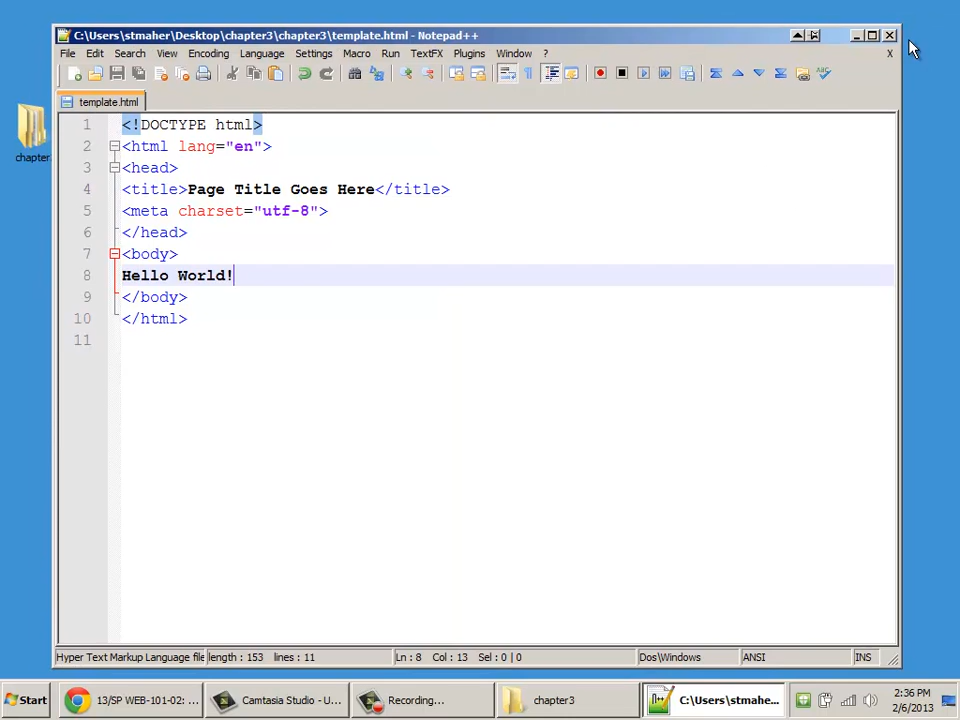 C:\Users\stmaher\Desktop\chapter3\chapter3\template.html - Notepad++
File Edit Search View Encoding Language Settings Macro Run TextFX Plugins Window ? X
template.html
1 <!DOCTYPE html>
2 <html lang="en">
3 <head>
4 <title>Page Title Goes Here</title>
5 <meta charset="utf-8">
6 </head>
7 <body>
8 Hello World!
9 </body>
10 </html>
11
chapter
Hyper Text Markup Language file length : 153 lines : 11 Ln : 8 Col : 13 Sel : 0 | 0 Dos\Windows ANSI INS
Start 13/SP WEB-101-02: ... Camtasia Studio - U... Recording... chapter3 C:\Users\stmahe... 2:36 PM
2/6/2013